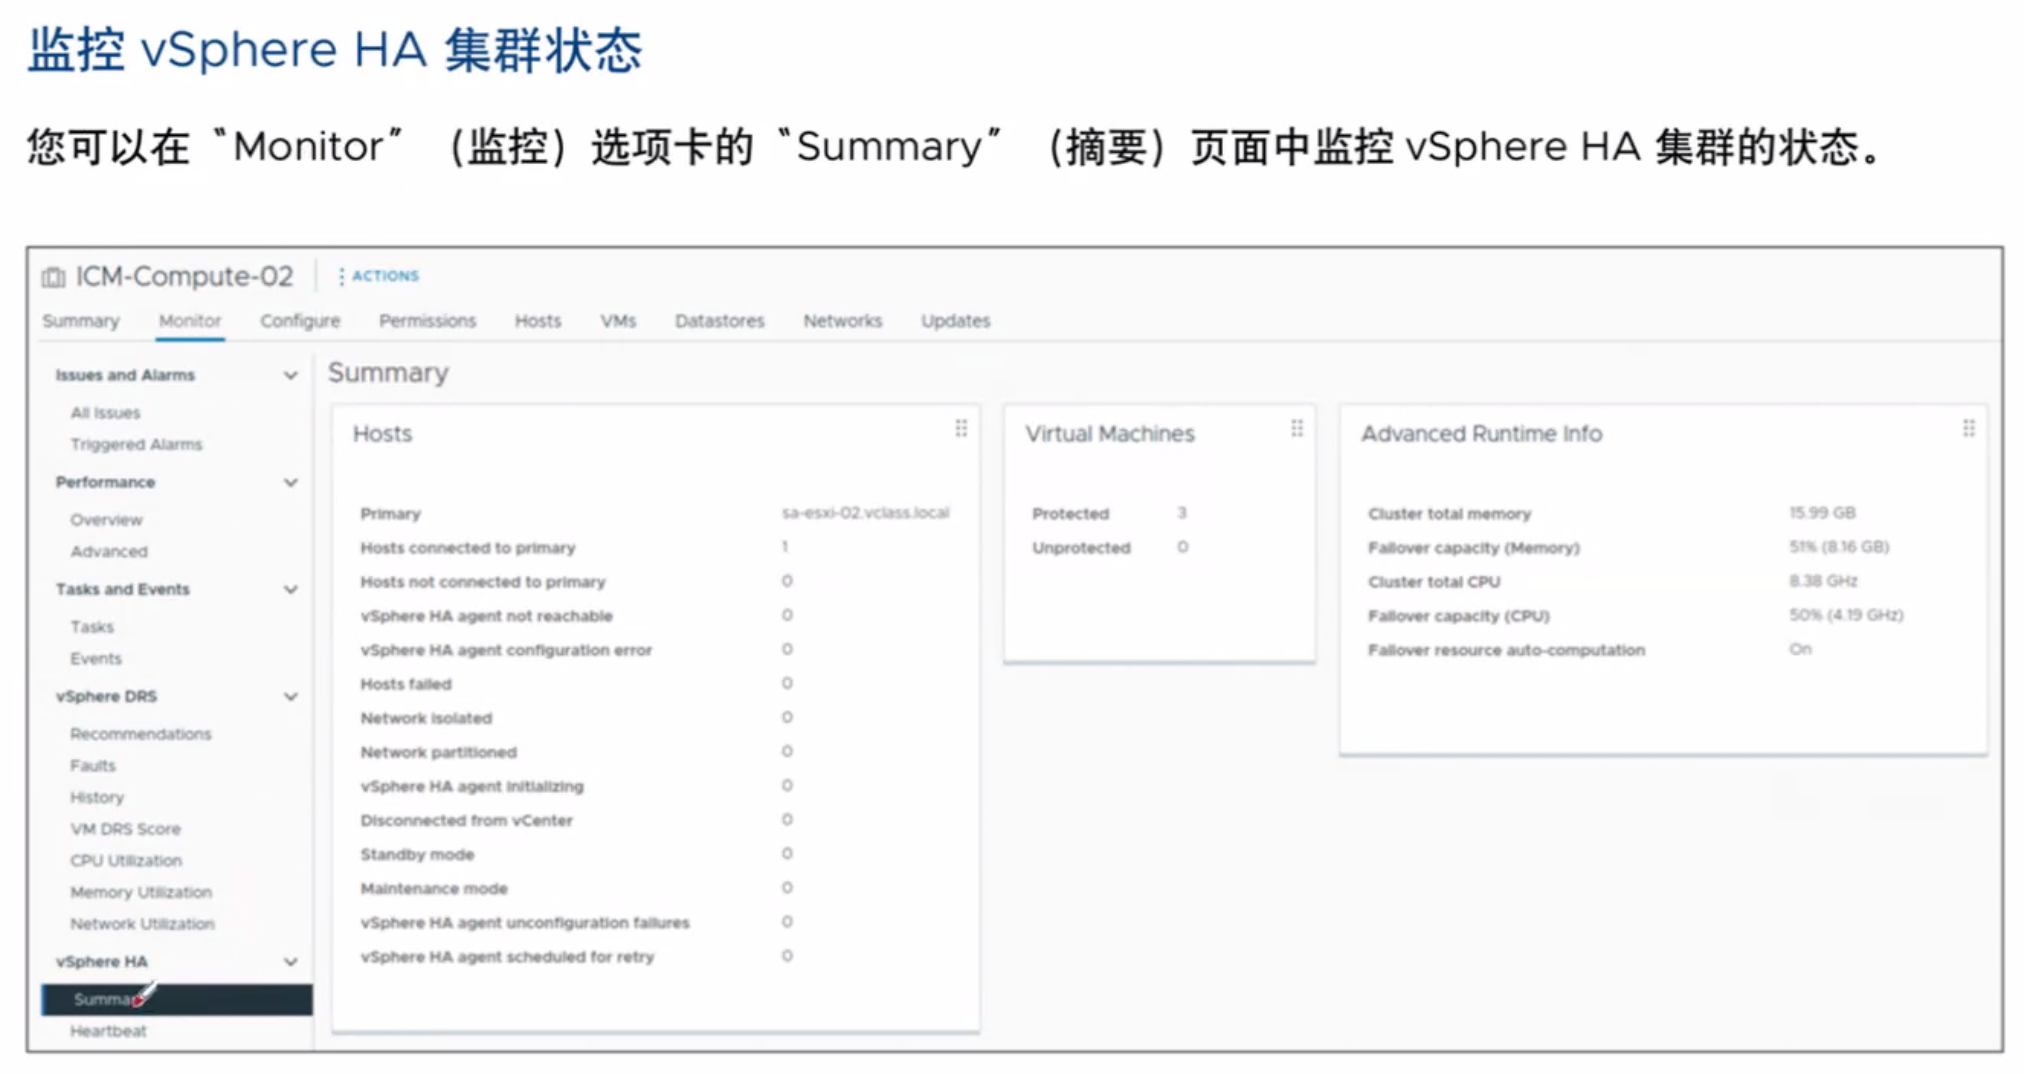 监控 vSphere HA 集群状态
您可以在“Monitor”（监控）选项卡的“Summary”（摘要）页面中监控 vSphere HA 集群的状态。
ICM-Compute-02
ACTIONS
Summary Monitor Configure Permissions Hosts VMs Datastores Networks Updates
Issues and Alarms
All Issues
Triggered Alarms
Performance
Overview
Advanced
Tasks and Events
Tasks
Events
vSphere DRS
Recommendations
Faults
History
VM DRS Score
CPU Utilization
Memory Utilization
Network Utilization
vSphere HA
Summary
Heartbeat
Summary
Hosts
Primary sa-esxi-02.vclass.local
Hosts connected to primary 1
Hosts not connected to primary 0
vSphere HA agent not reachable 0
vSphere HA agent configuration error 0
Hosts failed 0
Network isolated 0
Network partitioned 0
vSphere HA agent initializing 0
Disconnected from vCenter 0
Standby mode 0
Maintenance mode 0
vSphere HA agent unconfiguration failures 0
vSphere HA agent scheduled for retry 0
Virtual Machines
Protected 3
Unprotected 0
Advanced Runtime Info
Cluster total memory 15.99 GB
Failover capacity (Memory) 51% (8.16 GB)
Cluster total CPU 8.38 GHz
Failover capacity (CPU) 50% (4.19 GHz)
Failover resource auto-computation On